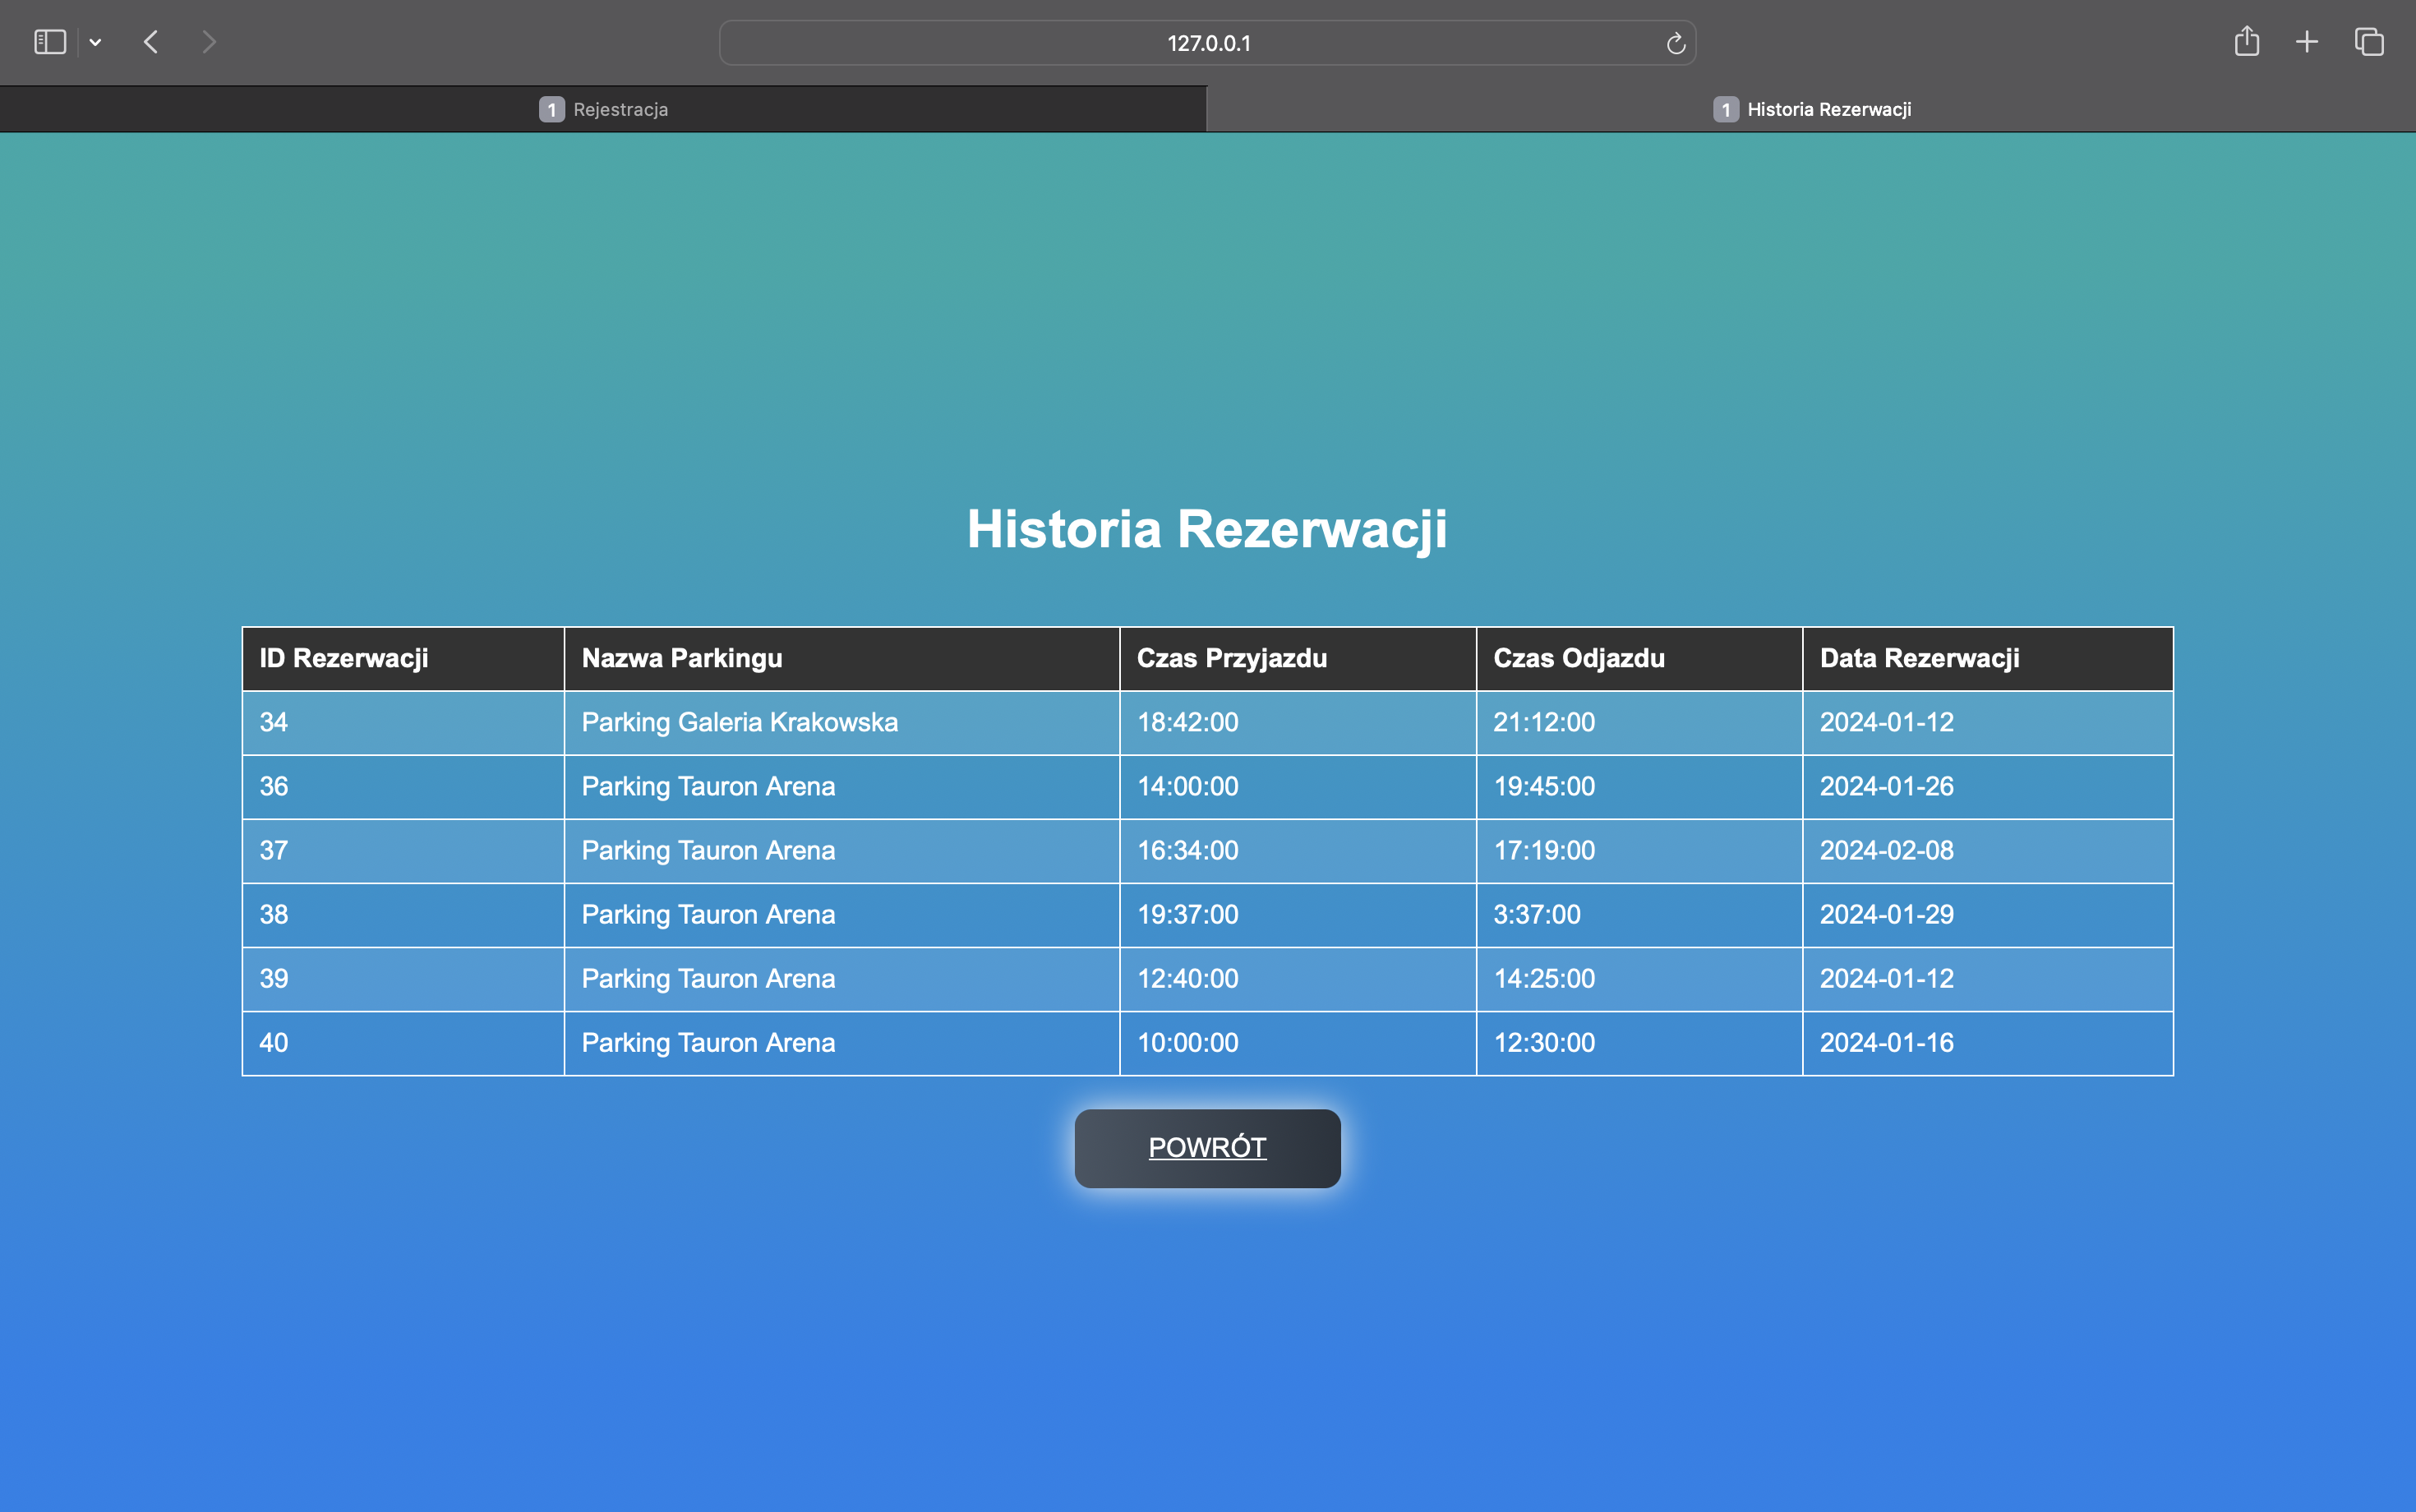 127.0.0.1
1 Rejestracja
1 Historia Rezerwacji
Historia Rezerwacji
ID Rezerwacji Nazwa Parkingu Czas Przyjazdu Czas Odjazdu Data Rezerwacji
34 Parking Galeria Krakowska 18:42:00 21:12:00 2024-01-12
36 Parking Tauron Arena 14:00:00 19:45:00 2024-01-26
37 Parking Tauron Arena 16:34:00 17:19:00 2024-02-08
38 Parking Tauron Arena 19:37:00 3:37:00 2024-01-29
39 Parking Tauron Arena 12:40:00 14:25:00 2024-01-12
40 Parking Tauron Arena 10:00:00 12:30:00 2024-01-16
POWRÓT